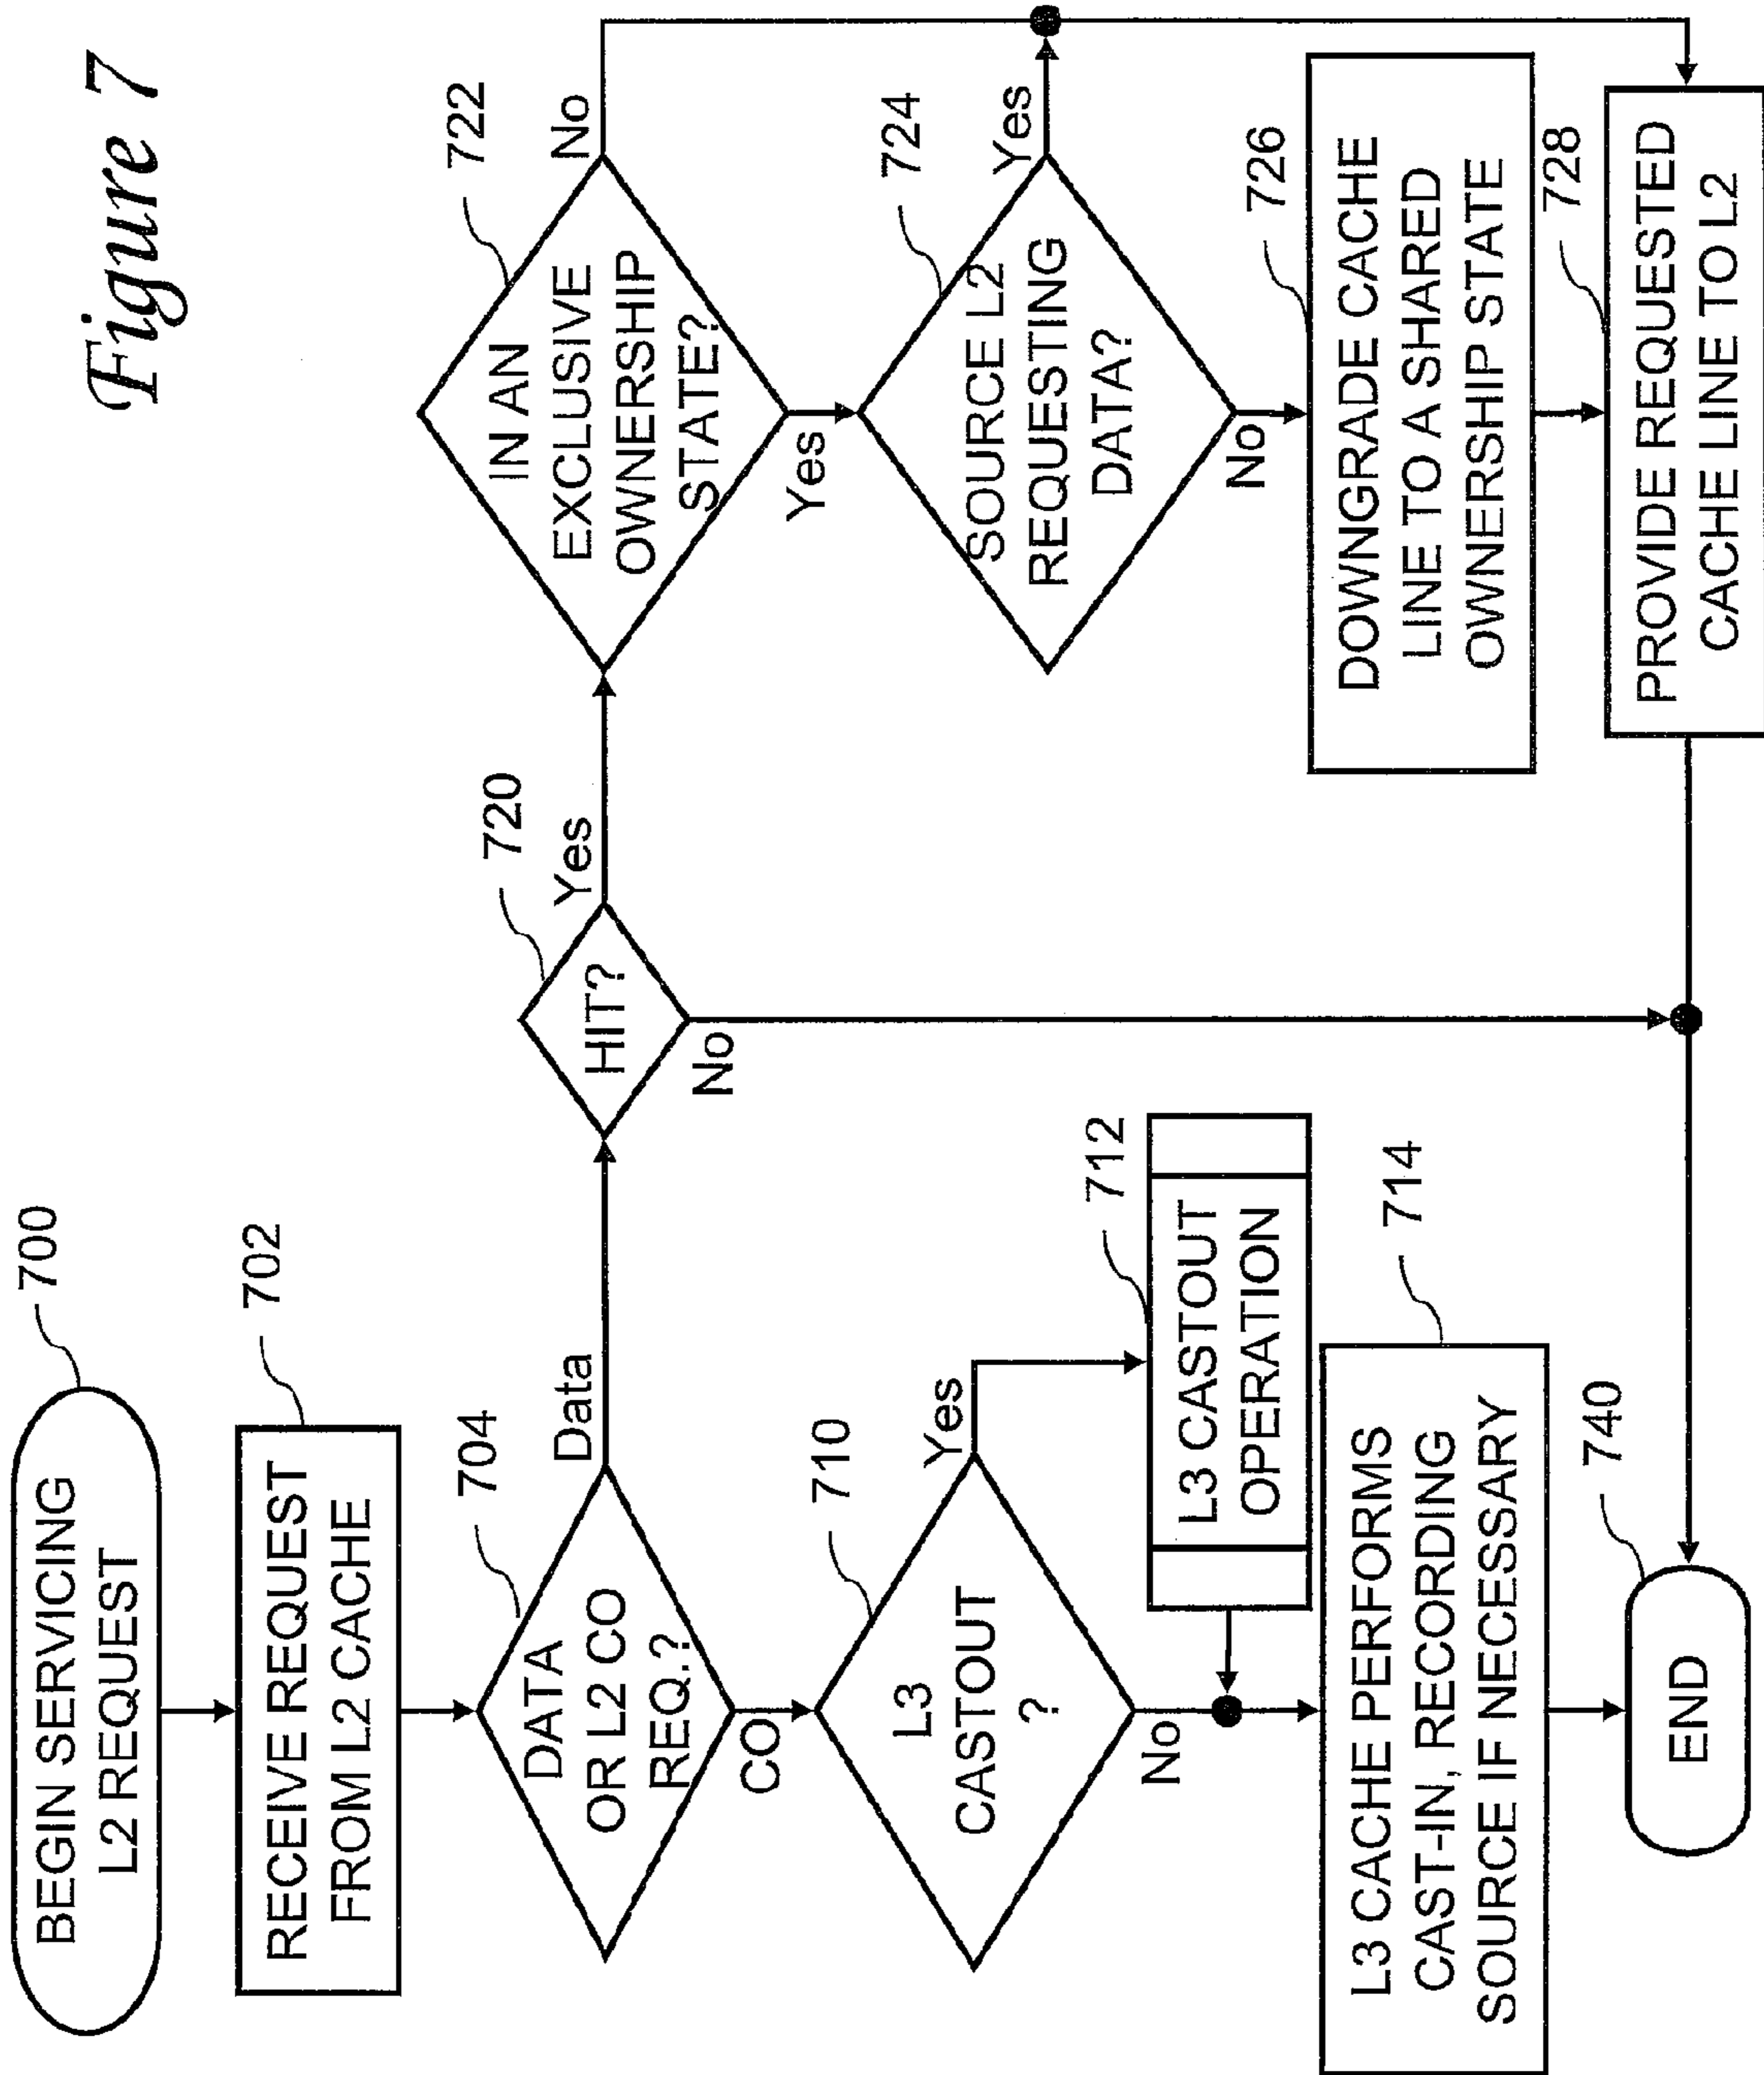 Figure 7
BEGIN SERVICING
L2 REQUEST
700
RECEIVE REQUEST
FROM L2 CACHE
702
DATA
OR L2 CO
REQ.?
704
Data
CO
L3
CASTOUT
?
710
Yes
No
L3 CASTOUT
OPERATION
712
L3 CACHE PERFORMS
CAST-IN, RECORDING
SOURCE IF NECESSARY
714
END
740
HIT?
720
Yes
No
IN AN
EXCLUSIVE
OWNERSHIP
STATE?
722
No
Yes
SOURCE L2
REQUESTING
DATA?
724
Yes
No
DOWNGRADE CACHE
LINE TO A SHARED
OWNERSHIP STATE
726
PROVIDE REQUESTED
CACHE LINE TO L2
728